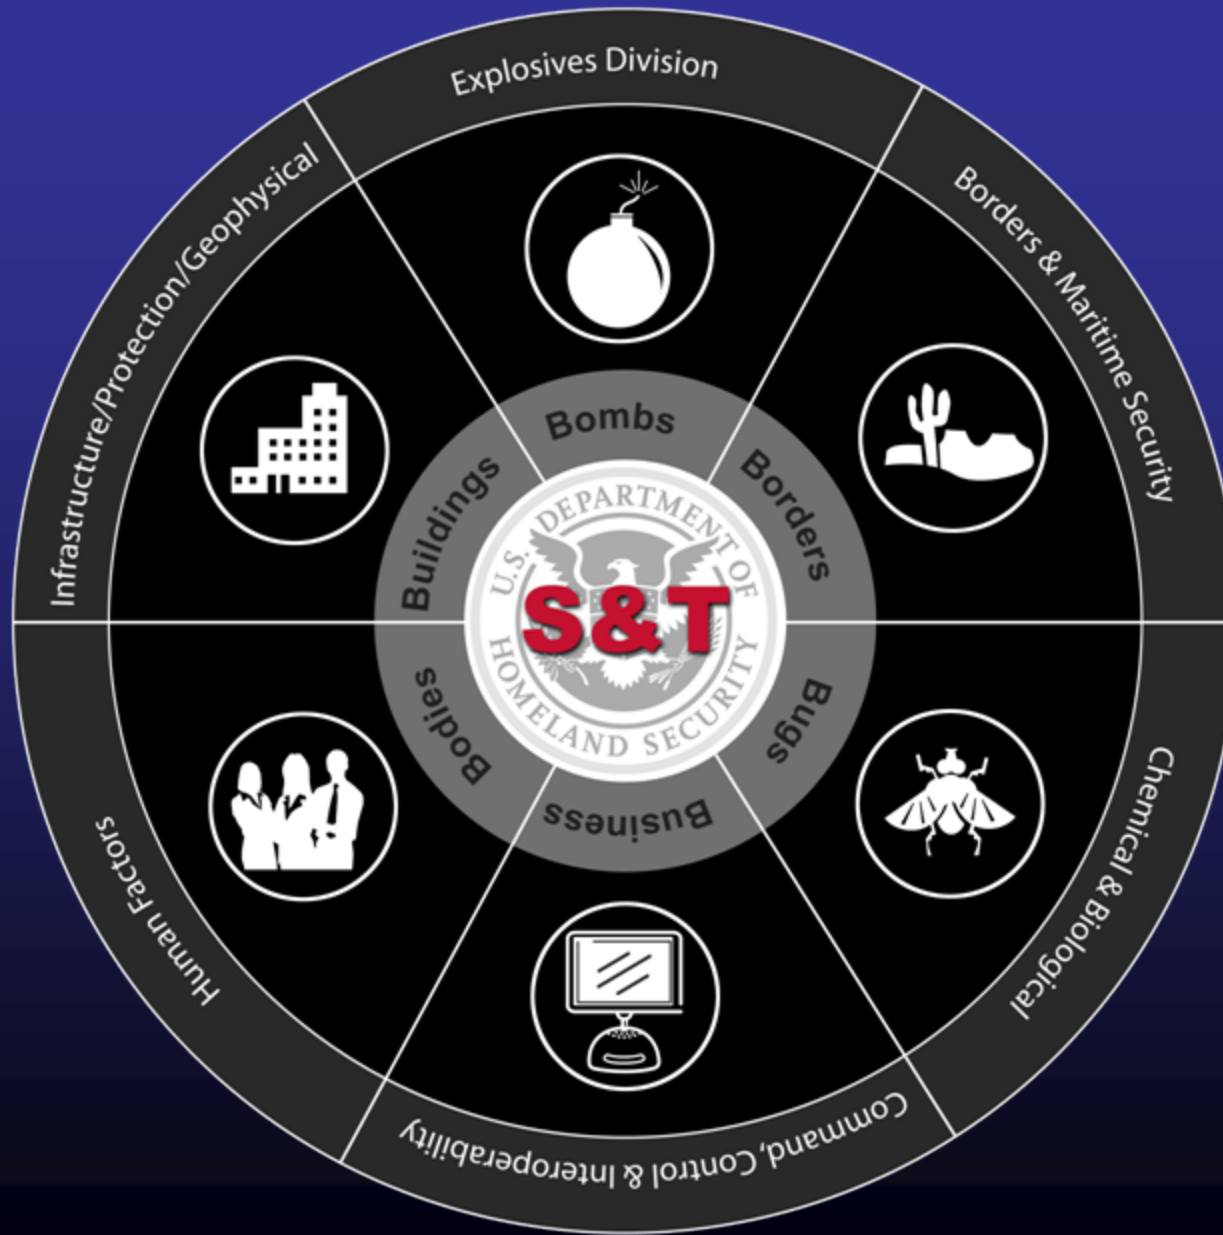 Explosives Division
Borders & Maritime Security
Chemical & Biological
Command, Control & Interoperability
Human Factors
Infrastructure/Protection/Geophysical
Bombs
Borders
Bugs
Business
Bodies
Buildings
U.S. DEPARTMENT OF
HOMELAND SECURITY
S&T